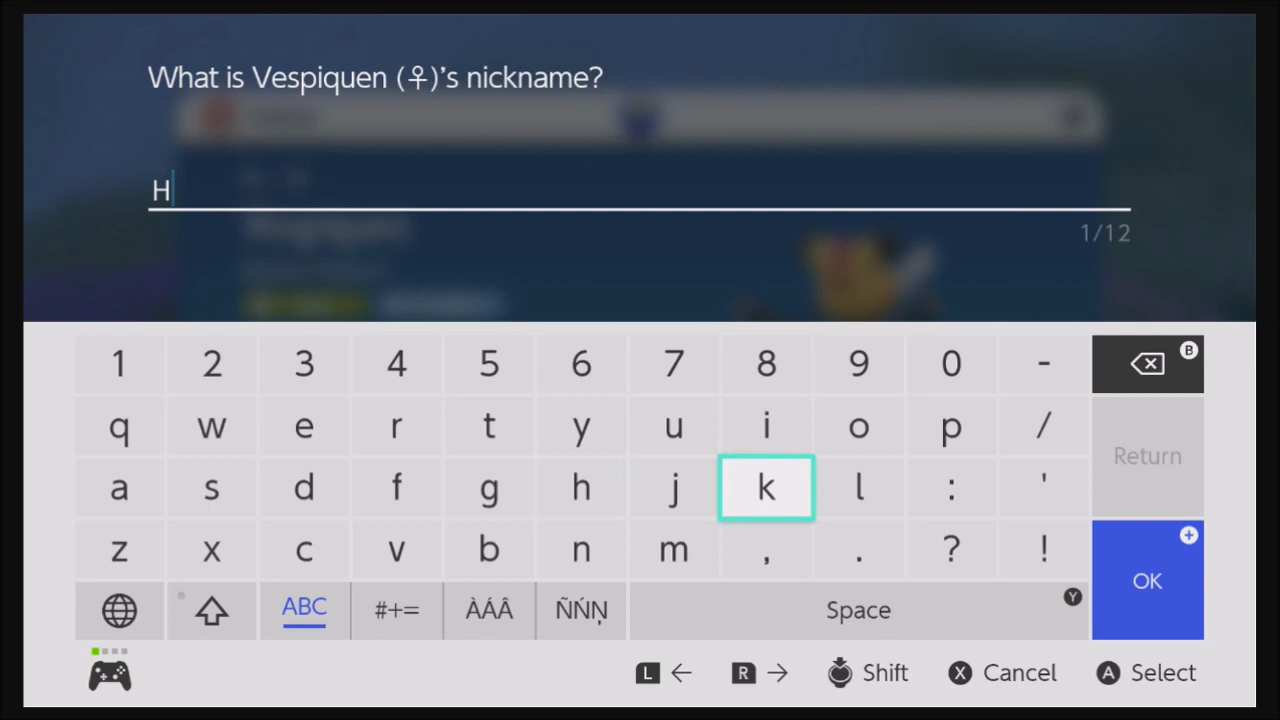 What is Vespiquen (♀)'s nickname?
H
1/12
1 2 3 4 5 6 7 8 9 0 - B
q w e r t y u i o p /
Return
a s d f g h j k l : '
z x c v b n m , . ? ! +
OK
ABC #+= ÀÁÂ ÑŃŅ Space Y
L ← R → Shift X Cancel A Select